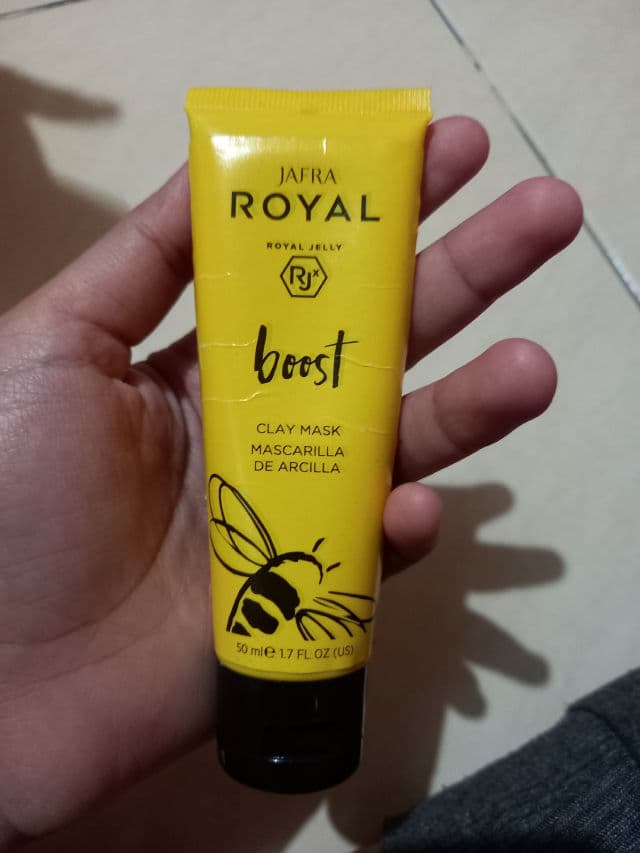 JAFRA
ROYAL
ROYAL JELLY
RJx
boost
CLAY MASK
MASCARILLA
DE ARCILLA
50 ml e 1.7 FL OZ (US)